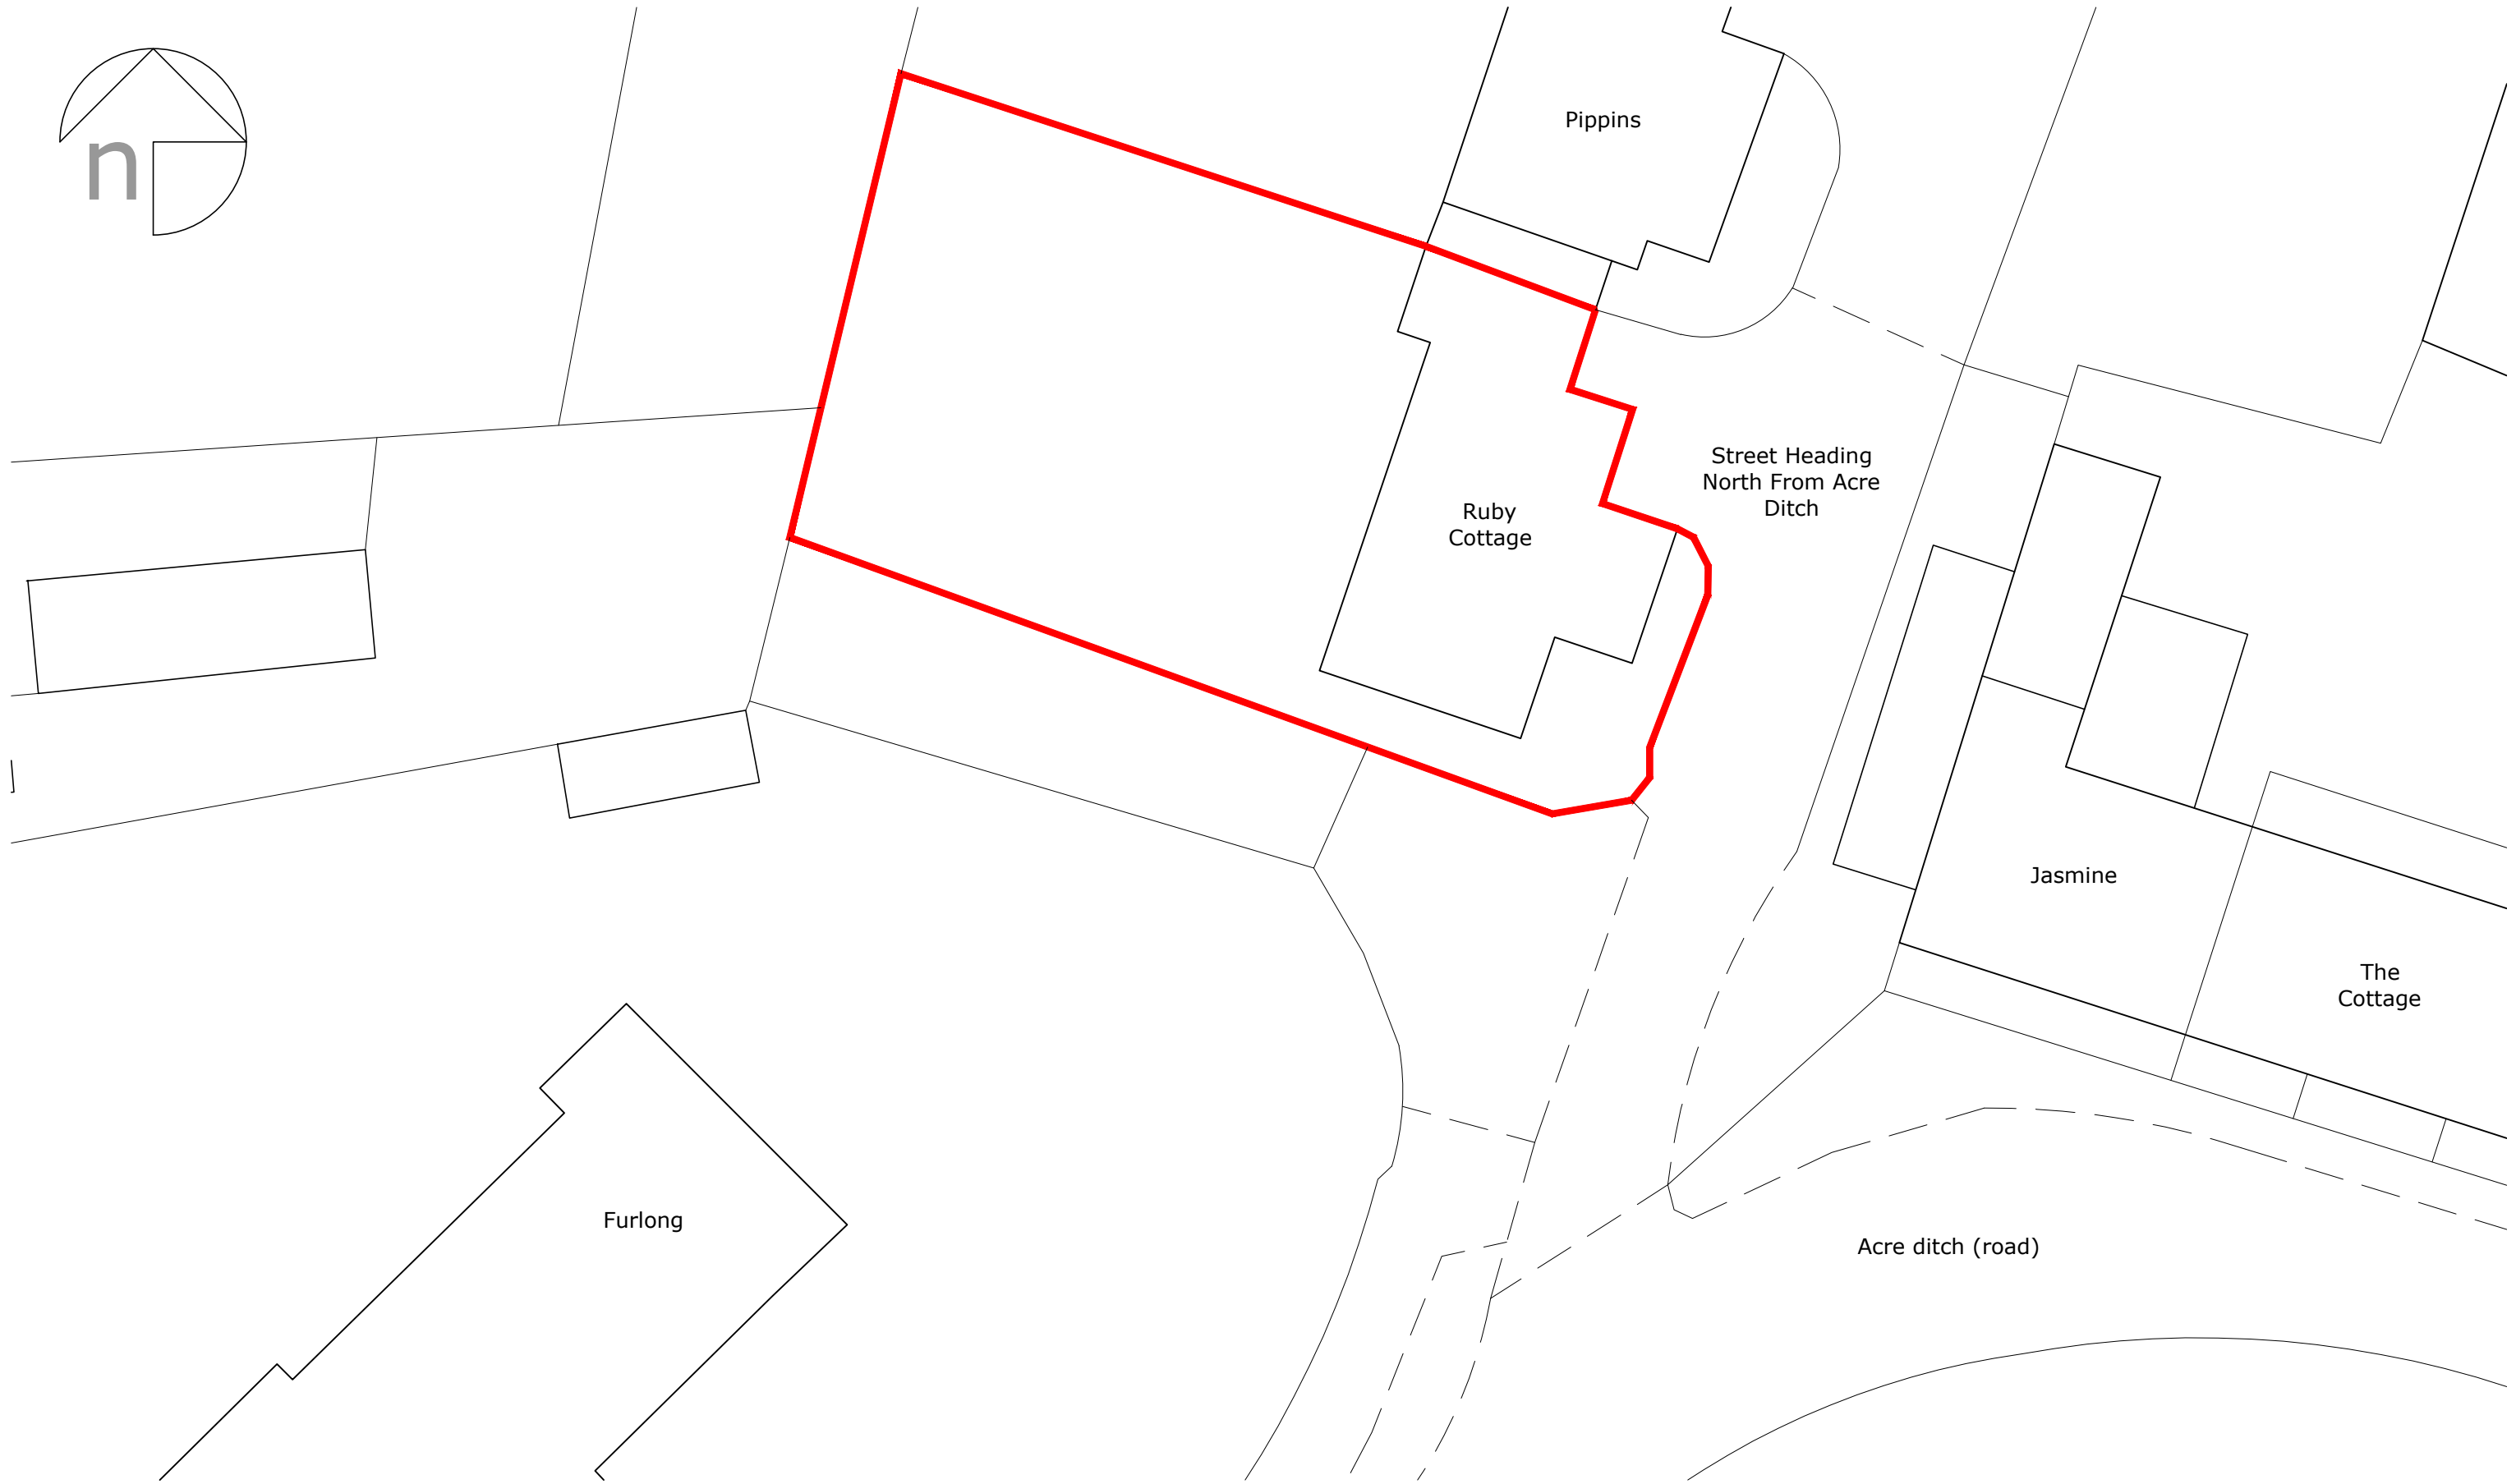 n
Pippins
Street Heading
North From Acre
Ditch
Ruby
Cottage
Jasmine
The
Cottage
Furlong
Acre ditch (road)